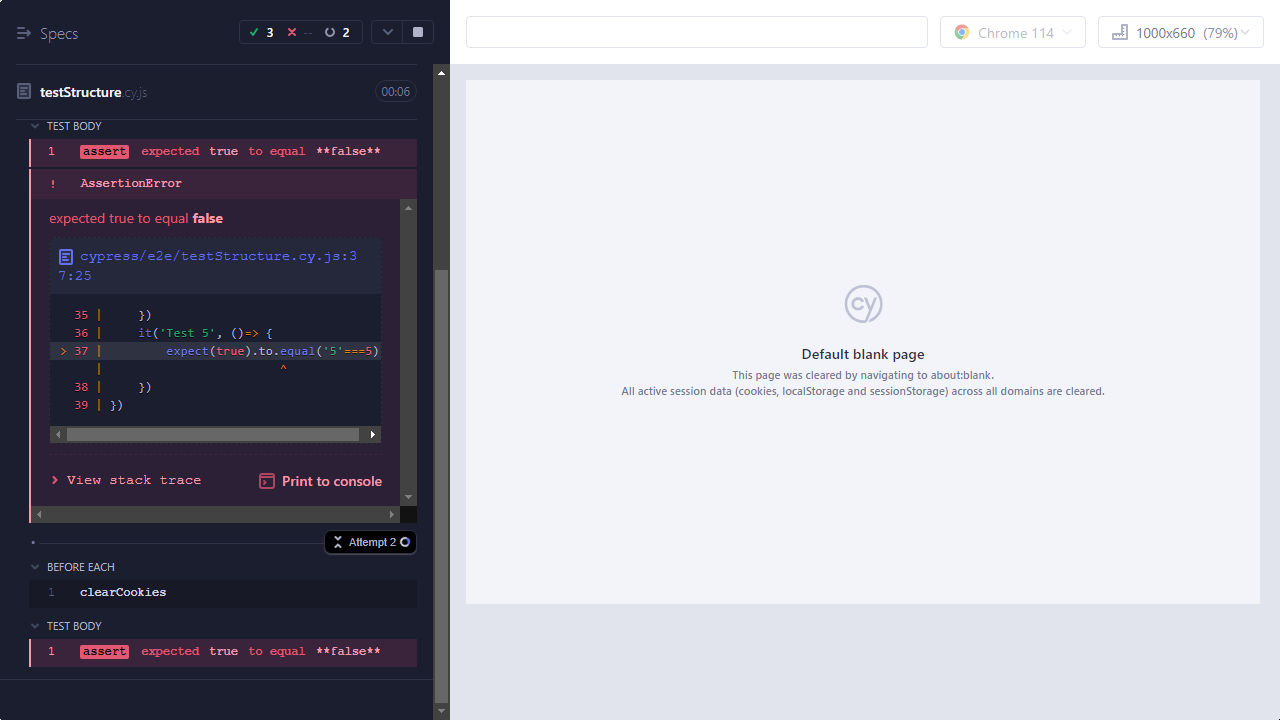 Specs
3 -- 2
Chrome 114
1000x660 (79%)
testStructure.cy.js
00:06
TEST BODY
1 assert expected true to equal **false**
! AssertionError
expected true to equal false
cypress/e2e/testStructure.cy.js:3
7:25
35 | })
36 | it('Test 5', ()=> {
> 37 | expect(true).to.equal('5'===5)
| ^
38 | })
39 | })
> View stack trace
Print to console
Attempt 2
BEFORE EACH
1 clearCookies
TEST BODY
1 assert expected true to equal **false**
cy
Default blank page
This page was cleared by navigating to about:blank.
All active session data (cookies, localStorage and sessionStorage) across all domains are cleared.